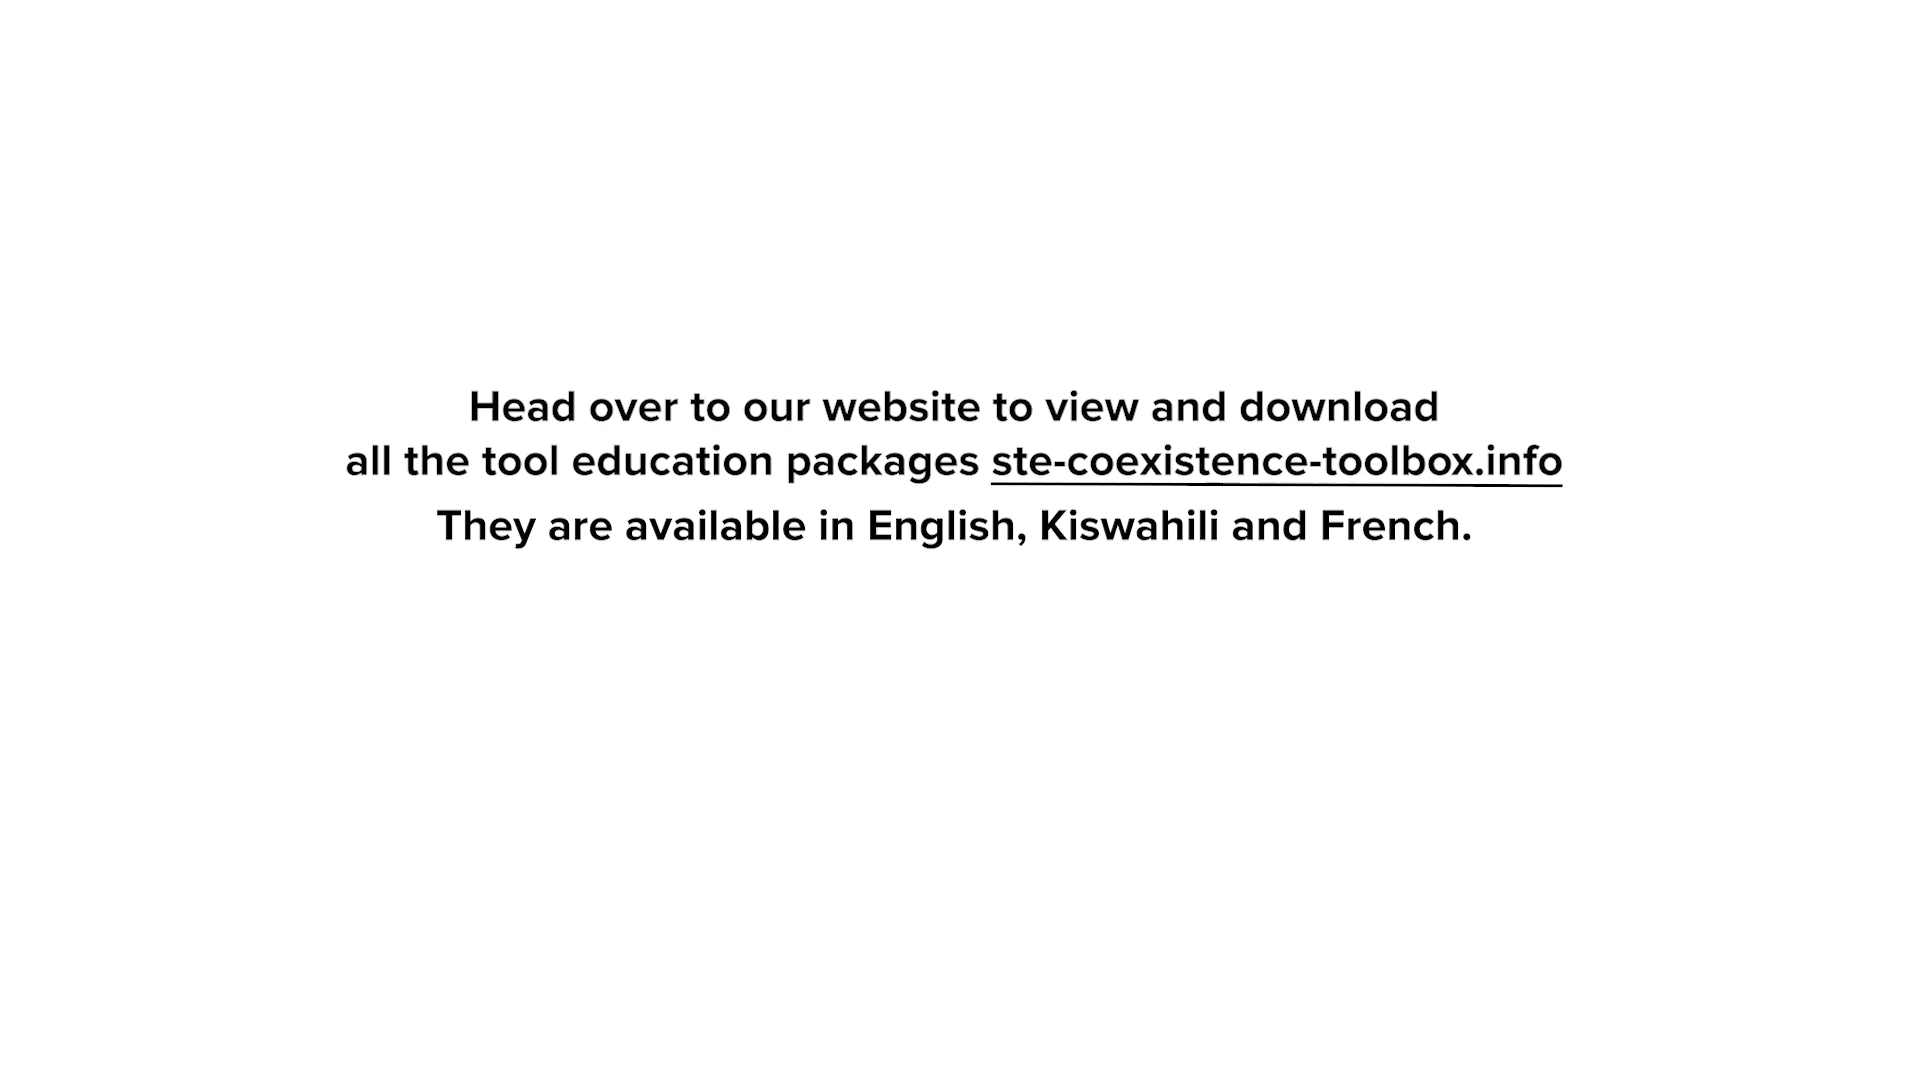 Head over to our website to view and download
all the tool education packages ste-coexistence-toolbox.info
They are available in English, Kiswahili and French.